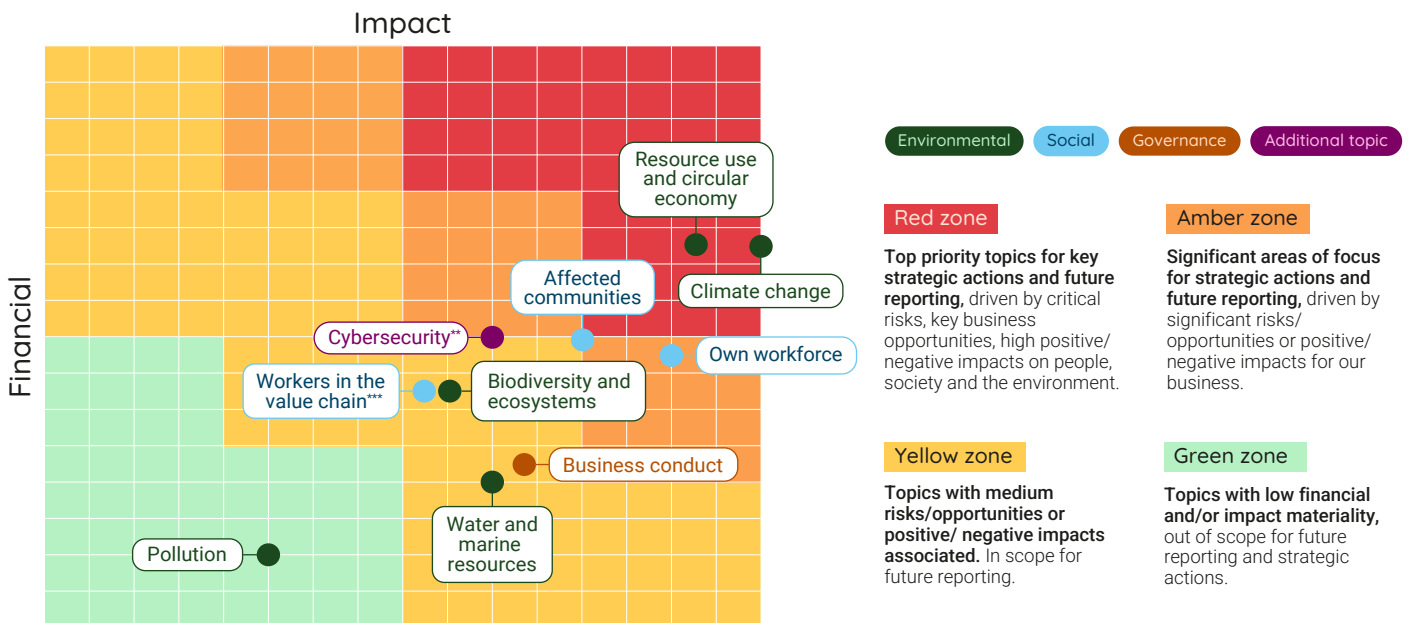 Impact
Financial
Resource use
and circular
economy
Climate change
Affected
communities
Cybersecurity**
Own workforce
Workers in the
value chain***
Biodiversity and
ecosystems
Business conduct
Water and
marine
resources
Pollution
Environmental
Social
Governance
Additional topic
Red zone
Top priority topics for key
strategic actions and future
reporting, driven by critical
risks, key business
opportunities, high positive/
negative impacts on people,
society and the environment.
Amber zone
Significant areas of focus
for strategic actions and
future reporting, driven by
significant risks/
opportunities or positive/
negative impacts for our
business.
Yellow zone
Topics with medium
risks/opportunities or
positive/ negative impacts
associated. In scope for
future reporting.
Green zone
Topics with low financial
and/or impact materiality,
out of scope for future
reporting and strategic
actions.